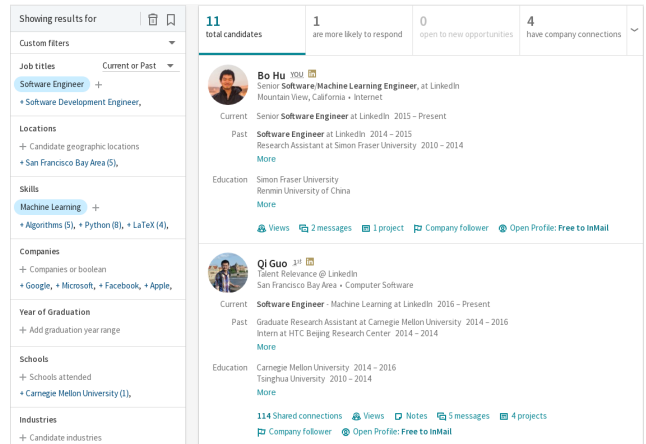 Showing results for
Custom filters
Job titles Current or Past
Software Engineer +
+ Software Development Engineer,
Locations
+ Candidate geographic locations
+ San Francisco Bay Area (5),
Skills
Machine Learning +
+ Algorithms (5), + Python (8), + LaTeX (4),
Companies
+ Companies or boolean
+ Google, + Microsoft, + Facebook, + Apple,
Year of Graduation
+ Add graduation year range
Schools
+ Schools attended
+ Carnegie Mellon University (1),
Industries
+ Candidate industries
11
total candidates
1
are more likely to respond
0
open to new opportunities
4
have company connections
Bo Hu YOU in
Senior Software/Machine Learning Engineer, at LinkedIn
Mountain View, California • Internet
Current Senior Software Engineer at LinkedIn 2015 – Present
Past Software Engineer at LinkedIn 2014 – 2015
Research Assistant at Simon Fraser University 2010 – 2014
More
Education Simon Fraser University
Renmin University of China
More
Views 2 messages 1 project Company follower Open Profile: Free to InMail
Qi Guo 1st in
Talent Relevance @ LinkedIn
San Francisco Bay Area • Computer Software
Current Software Engineer - Machine Learning at LinkedIn 2016 – Present
Past Graduate Research Assistant at Carnegie Mellon University 2014 – 2016
Intern at HTC Beijing Research Center 2014 – 2014
More
Education Carnegie Mellon University 2014 – 2016
Tsinghua University 2010 – 2014
More
114 Shared connections Views Notes 5 messages 4 projects
Company follower Open Profile: Free to InMail